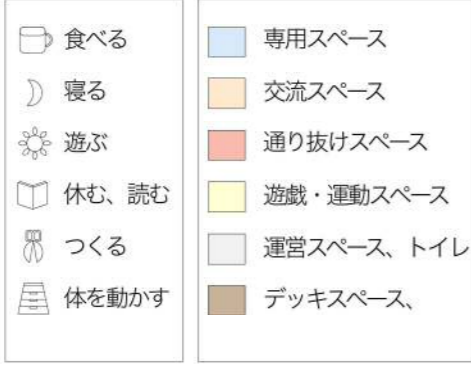 食べる
寝る
遊ぶ
休む、読む
つくる
体を動かす
専用スペース
交流スペース
通り抜けスペース
遊戯・運動スペース
運営スペース、トイレ
デッキスペース、